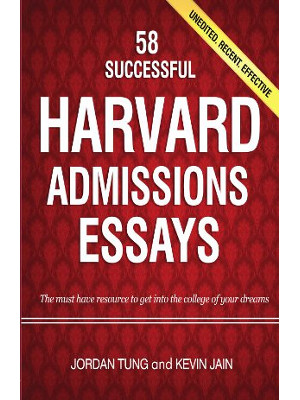 58
SUCCESSFUL
UNEDITED, RECENT, EFFECTIVE
HARVARD
ADMISSIONS
ESSAYS
The must have resource to get into the college of your dreams
JORDAN TUNG and KEVIN JAIN